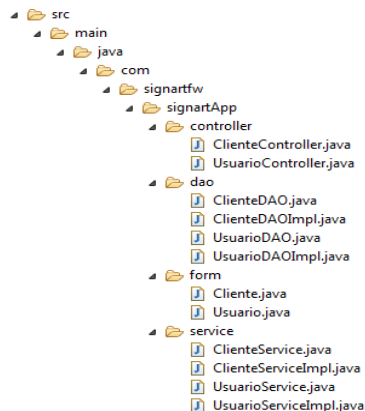 src
main
java
com
signartfw
signartApp
controller
ClienteController.java
UsuarioController.java
dao
ClienteDAO.java
ClienteDAOImpl.java
UsuarioDAO.java
UsuarioDAOImpl.java
form
Cliente.java
Usuario.java
service
ClienteService.java
ClienteServiceImpl.java
UsuarioService.java
UsuarioServiceImpl.java